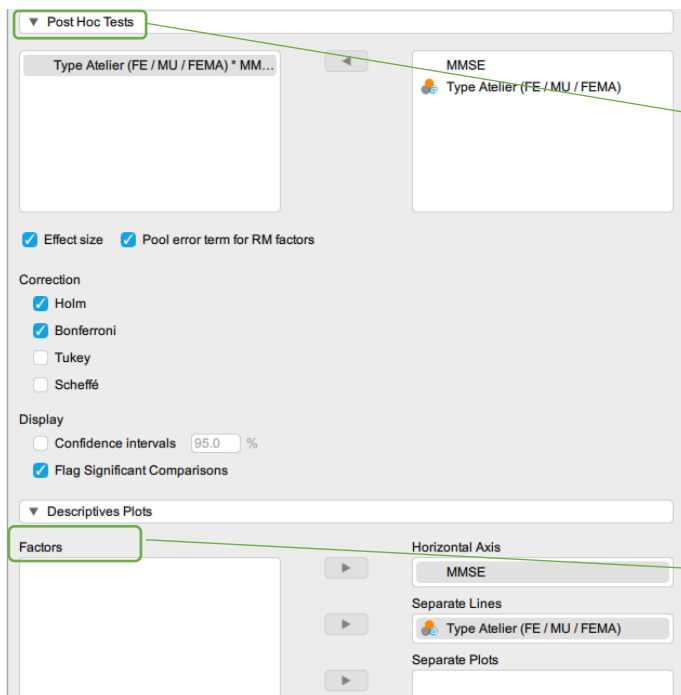 Post Hoc Tests
Type Atelier (FE / MU / FEMA) * MM...
MMSE
Type Atelier (FE / MU / FEMA)
Effect size
Pool error term for RM factors
Correction
Holm
Bonferroni
Tukey
Scheffé
Display
Confidence intervals 95.0 %
Flag Significant Comparisons
Descriptives Plots
Factors
Horizontal Axis
MMSE
Separate Lines
Type Atelier (FE / MU / FEMA)
Separate Plots